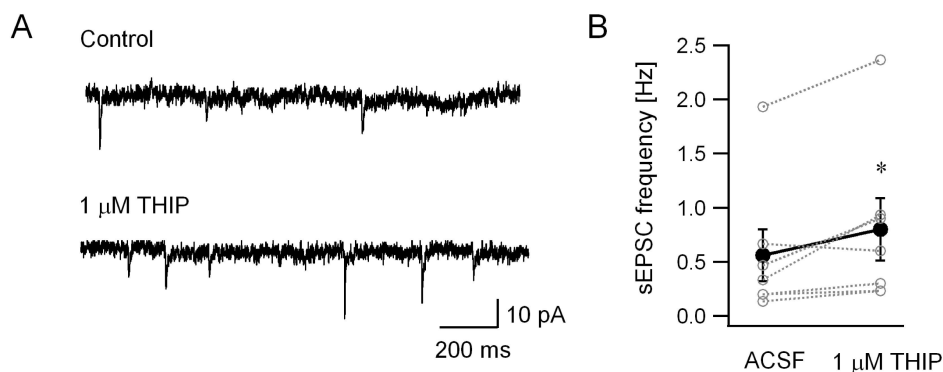 A
Control
1 μM THIP
10 pA
200 ms
B
sEPSC frequency [Hz]
2.5
2.0
1.5
1.0
0.5
0.0
*
ACSF
1 μM THIP